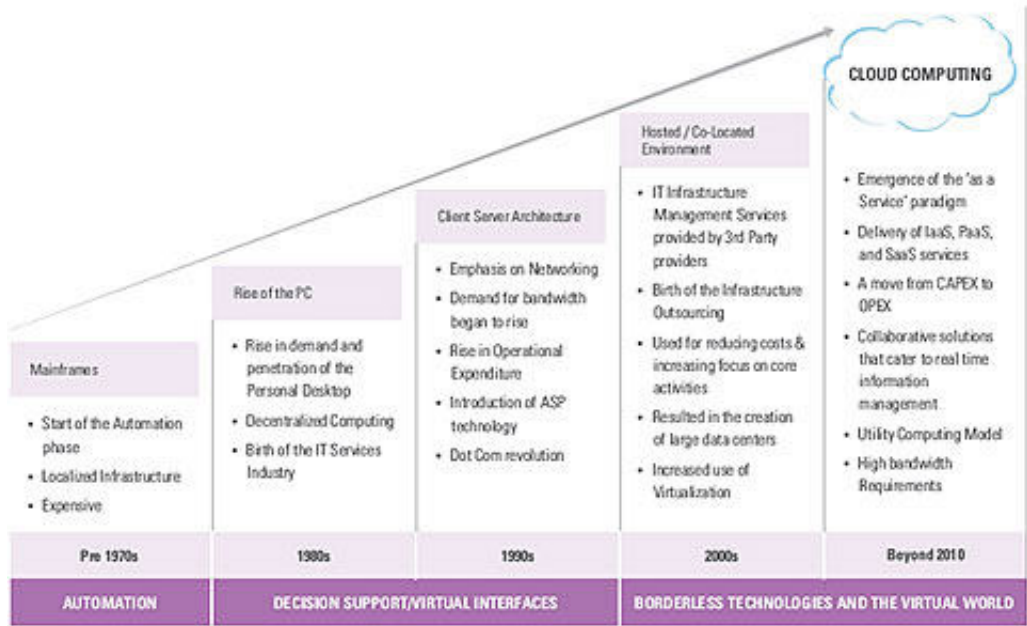 CLOUD COMPUTING
• Emergence of the 'as a
Service' paradigm
• Delivery of IaaS, PaaS,
and SaaS services
• A move from CAPEX to
OPEX
• Collaborative solutions
that cater to real time
information
management
• Utility Computing Model
• High bandwidth
Requirements
Hosted / Co-Located
Environment
• IT Infrastructure
Management Services
provided by 3rd Party
providers
• Birth of the Infrastructure
Outsourcing
• Used for reducing costs &
increasing focus on core
activities
• Resulted in the creation
of large data centers
• Increased use of
Virtualization
Client Server Architecture
• Emphasis on Networking
• Demand for bandwidth
began to rise
• Rise in Operational
Expenditure
• Introduction of ASP
technology
• Dot Com revolution
Rise of the PC
• Rise in demand and
penetration of the
Personal Desktop
• Decentralized Computing
• Birth of the IT Services
Industry
Mainframes
• Start of the Automation
phase
• Localized Infrastructure
• Expensive
Pre 1970s
1980s
1990s
2000s
Beyond 2010
AUTOMATION
DECISION SUPPORT/VIRTUAL INTERFACES
BORDERLESS TECHNOLOGIES AND THE VIRTUAL WORLD